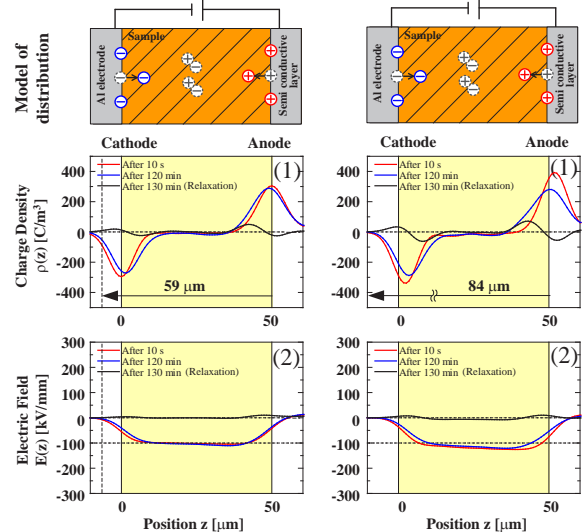 Model of
distribution
Al electrode
Sample
Semi conductive
layer
Al electrode
Sample
Semi conductive
layer
Cathode
Anode
Cathode
Anode
Charge Density
ρ(z) [C/m³]
400
200
0
-200
-400
After 10 s
After 120 min
After 130 min (Relaxation)
(1)
59 μm
0
50
400
200
0
-200
-400
After 10 s
After 120 min
After 130 min (Relaxation)
(1)
84 μm
0
50
Electric Field
E(z) [kV/mm]
300
200
100
0
-100
-200
-300
After 10 s
After 120 min
After 130 min (Relaxation)
(2)
0
50
Position z [μm]
300
200
100
0
-100
-200
-300
After 10 s
After 120 min
After 130 min (Relaxation)
(2)
0
50
Position z [μm]